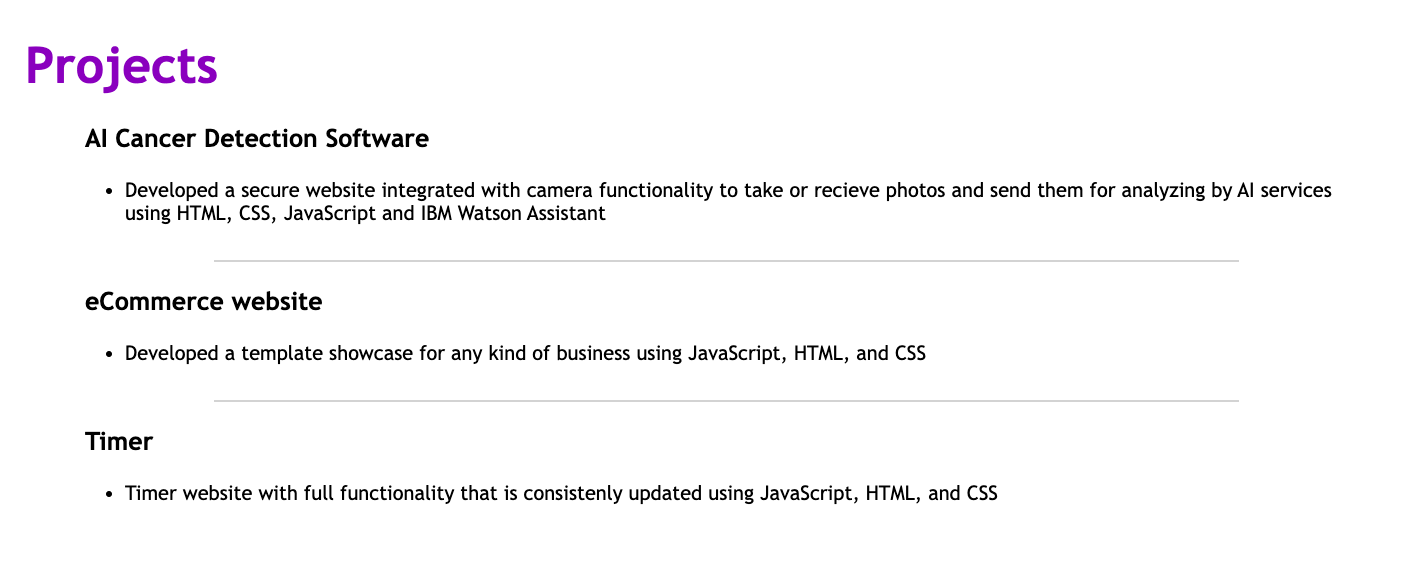 Projects
AI Cancer Detection Software
• Developed a secure website integrated with camera functionality to take or recieve photos and send them for analyzing by AI services
using HTML, CSS, JavaScript and IBM Watson Assistant
eCommerce website
• Developed a template showcase for any kind of business using JavaScript, HTML, and CSS
Timer
• Timer website with full functionality that is consistenly updated using JavaScript, HTML, and CSS